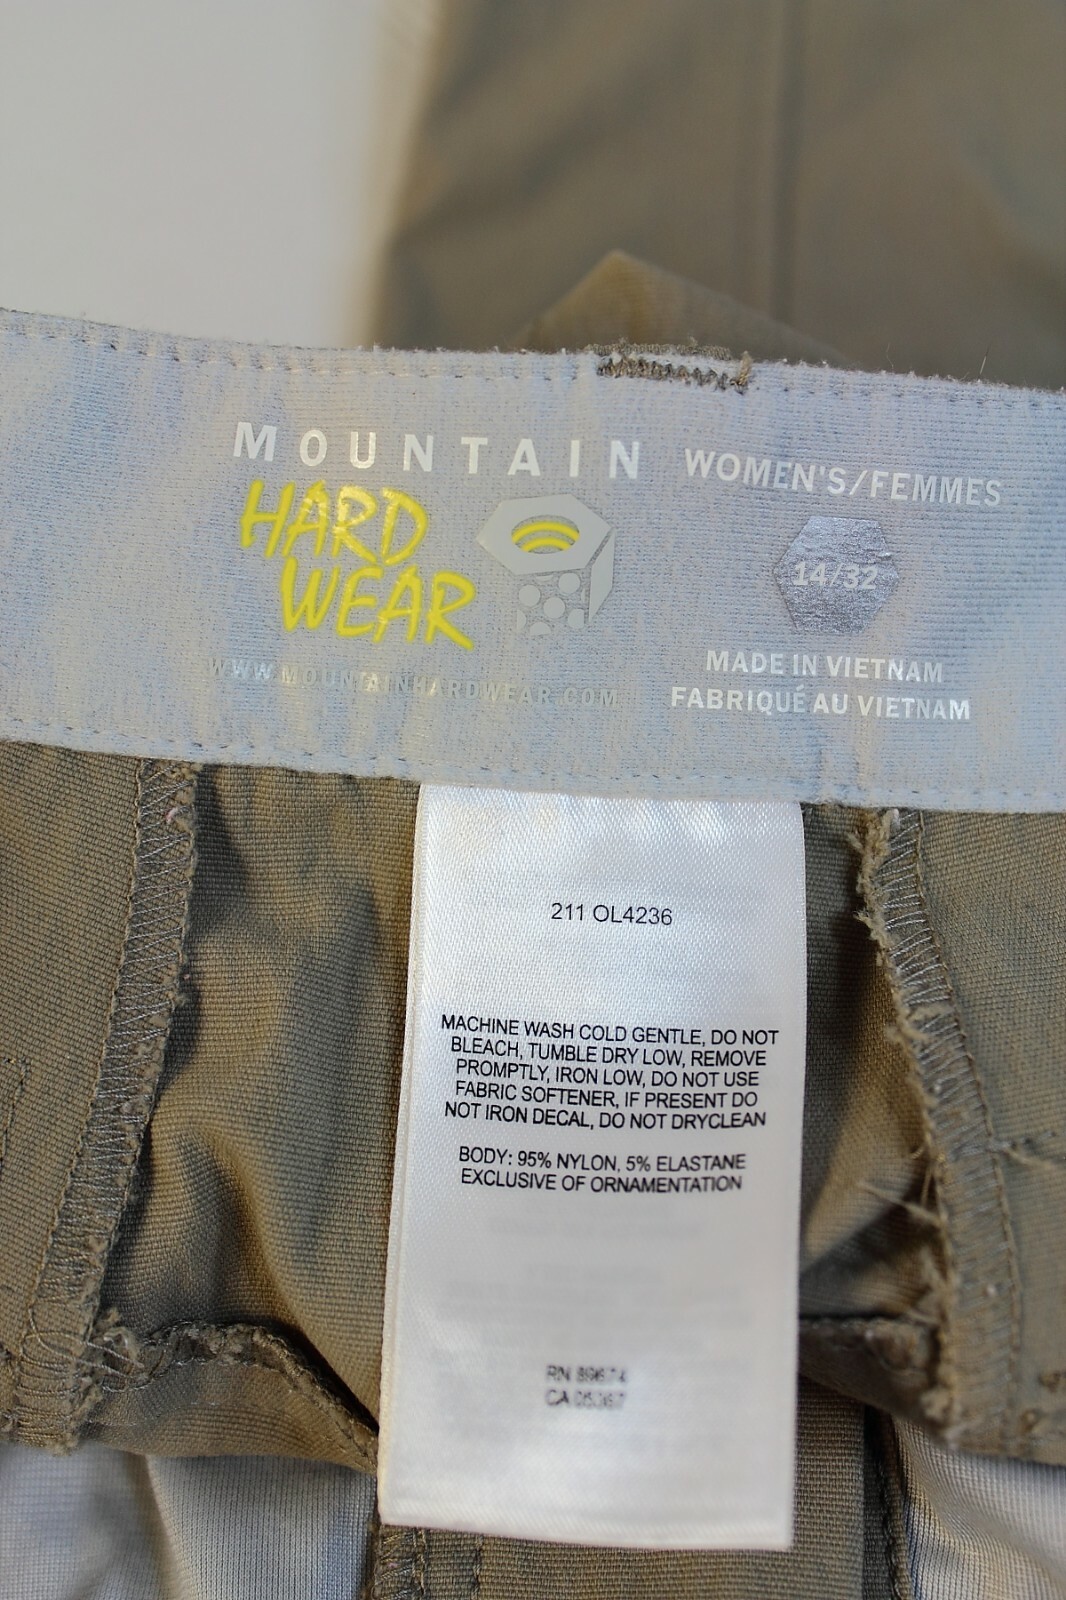 MOUNTAIN
HARD
WEAR
WWW.MOUNTAINHARDWEAR.COM
WOMEN'S/FEMMES
14/32
MADE IN VIETNAM
FABRIQUÉ AU VIETNAM
211 OL4236
MACHINE WASH COLD GENTLE, DO NOT
BLEACH, TUMBLE DRY LOW, REMOVE
PROMPTLY, IRON LOW, DO NOT USE
FABRIC SOFTENER, IF PRESENT DO
NOT IRON DECAL, DO NOT DRYCLEAN
BODY: 95% NYLON, 5% ELASTANE
EXCLUSIVE OF ORNAMENTATION
RN 89674
CA 05367